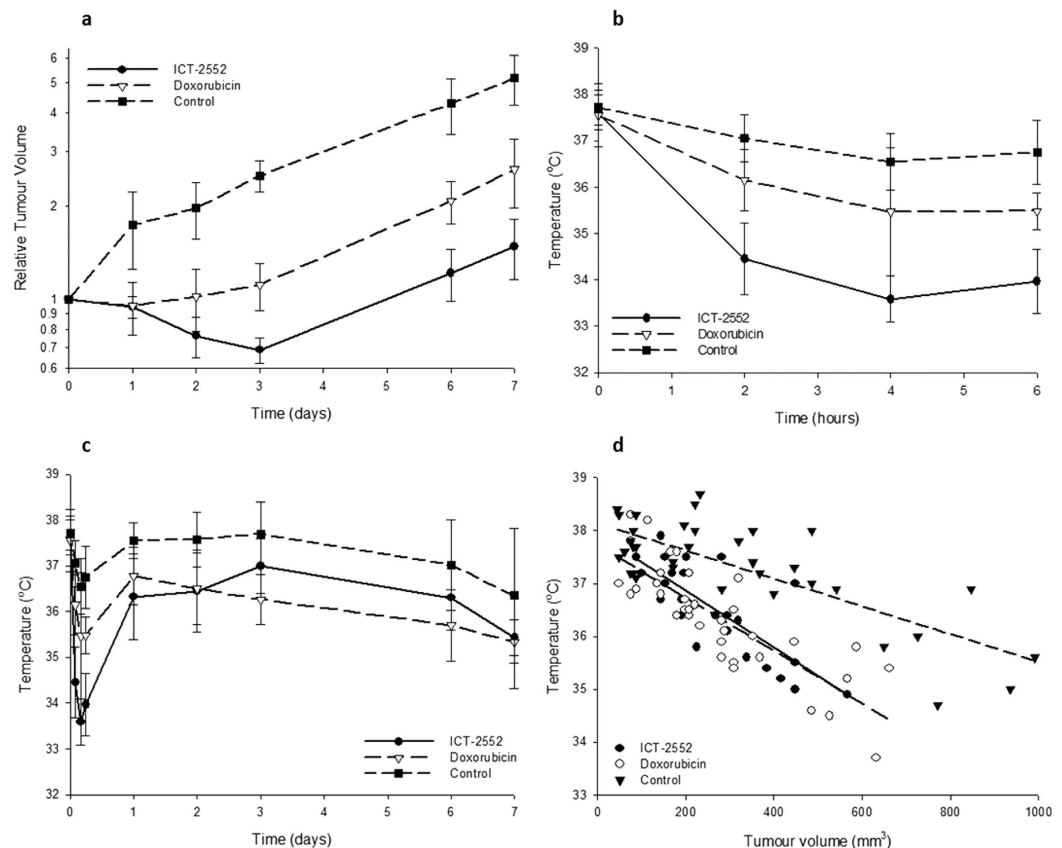 a
Relative Tumour Volume
6
5
4
3
2
1
0.9
0.8
0.7
0.6
ICT-2552
Doxorubicin
Control
0 1 2 3 4 5 6 7
Time (days)
b
Temperature (°C)
39
38
37
36
35
34
33
32
ICT-2552
Doxorubicin
Control
0 1 2 3 4 5 6
Time (hours)
c
Temperature (°C)
39
38
37
36
35
34
33
32
ICT-2552
Doxorubicin
Control
0 1 2 3 4 5 6 7
Time (days)
d
Temperature (°C)
39
38
37
36
35
34
33
ICT-2552
Doxorubicin
Control
0 200 400 600 800 1000
Tumour volume (mm³)